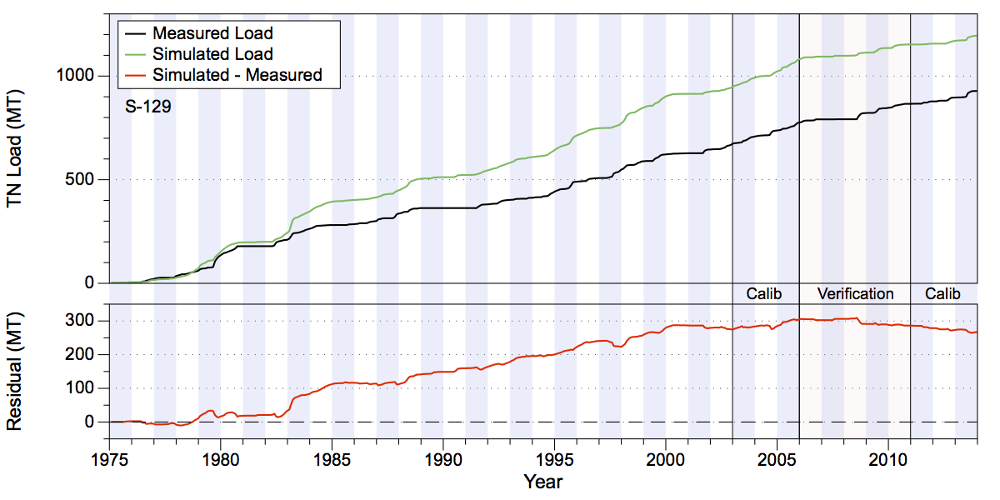 Measured Load
Simulated Load
Simulated - Measured
S-129
TN Load (MT)
1000
500
0
Calib Verification Calib
Residual (MT)
300
200
100
0
1975 1980 1985 1990 1995 2000 2005 2010
Year